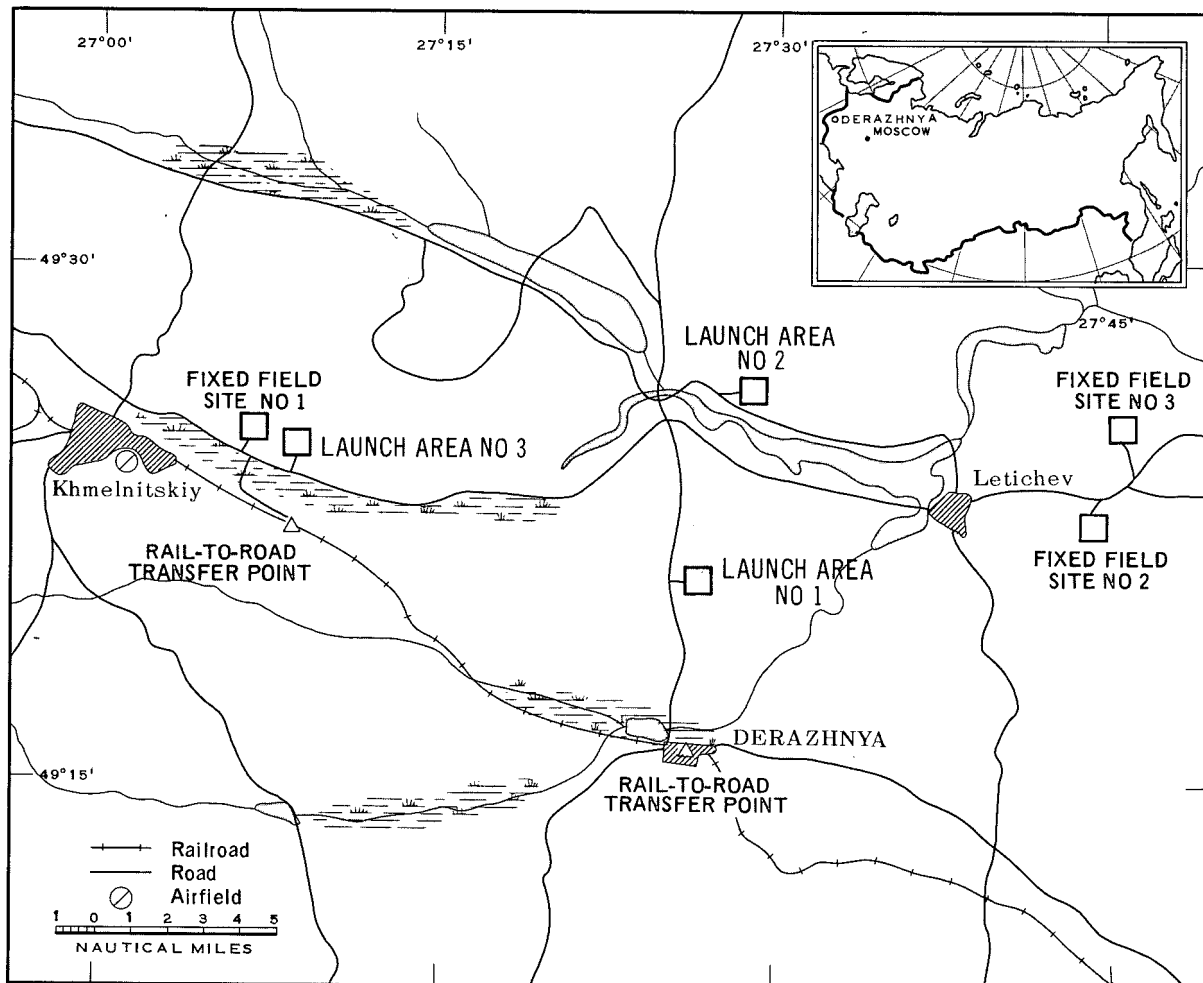 27°00'
27°15'
27°30'
DERAZHNYA
MOSCOW
49°30'
27°45'
LAUNCH AREA
NO 2
FIXED FIELD
SITE NO 1
FIXED FIELD
SITE NO 3
LAUNCH AREA NO 3
Khmelnitskiy
Letichev
RAIL-TO-ROAD
TRANSFER POINT
LAUNCH AREA
NO 1
FIXED FIELD
SITE NO 2
DERAZHNYA
49°15'
RAIL-TO-ROAD
TRANSFER POINT
Railroad
Road
Airfield
1 0 1 2 3 4 5
NAUTICAL MILES